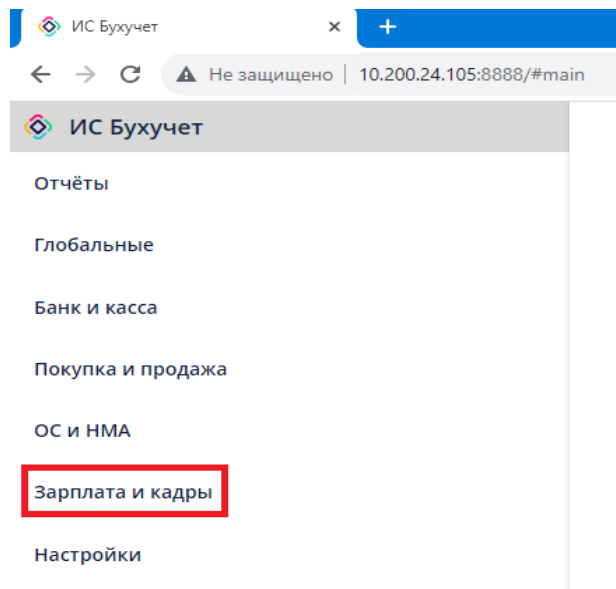 ИС Бухучет
Не защищено | 10.200.24.105:8888/#main
ИС Бухучет
Отчёты
Глобальные
Банк и касса
Покупка и продажа
ОС и НМА
Зарплата и кадры
Настройки